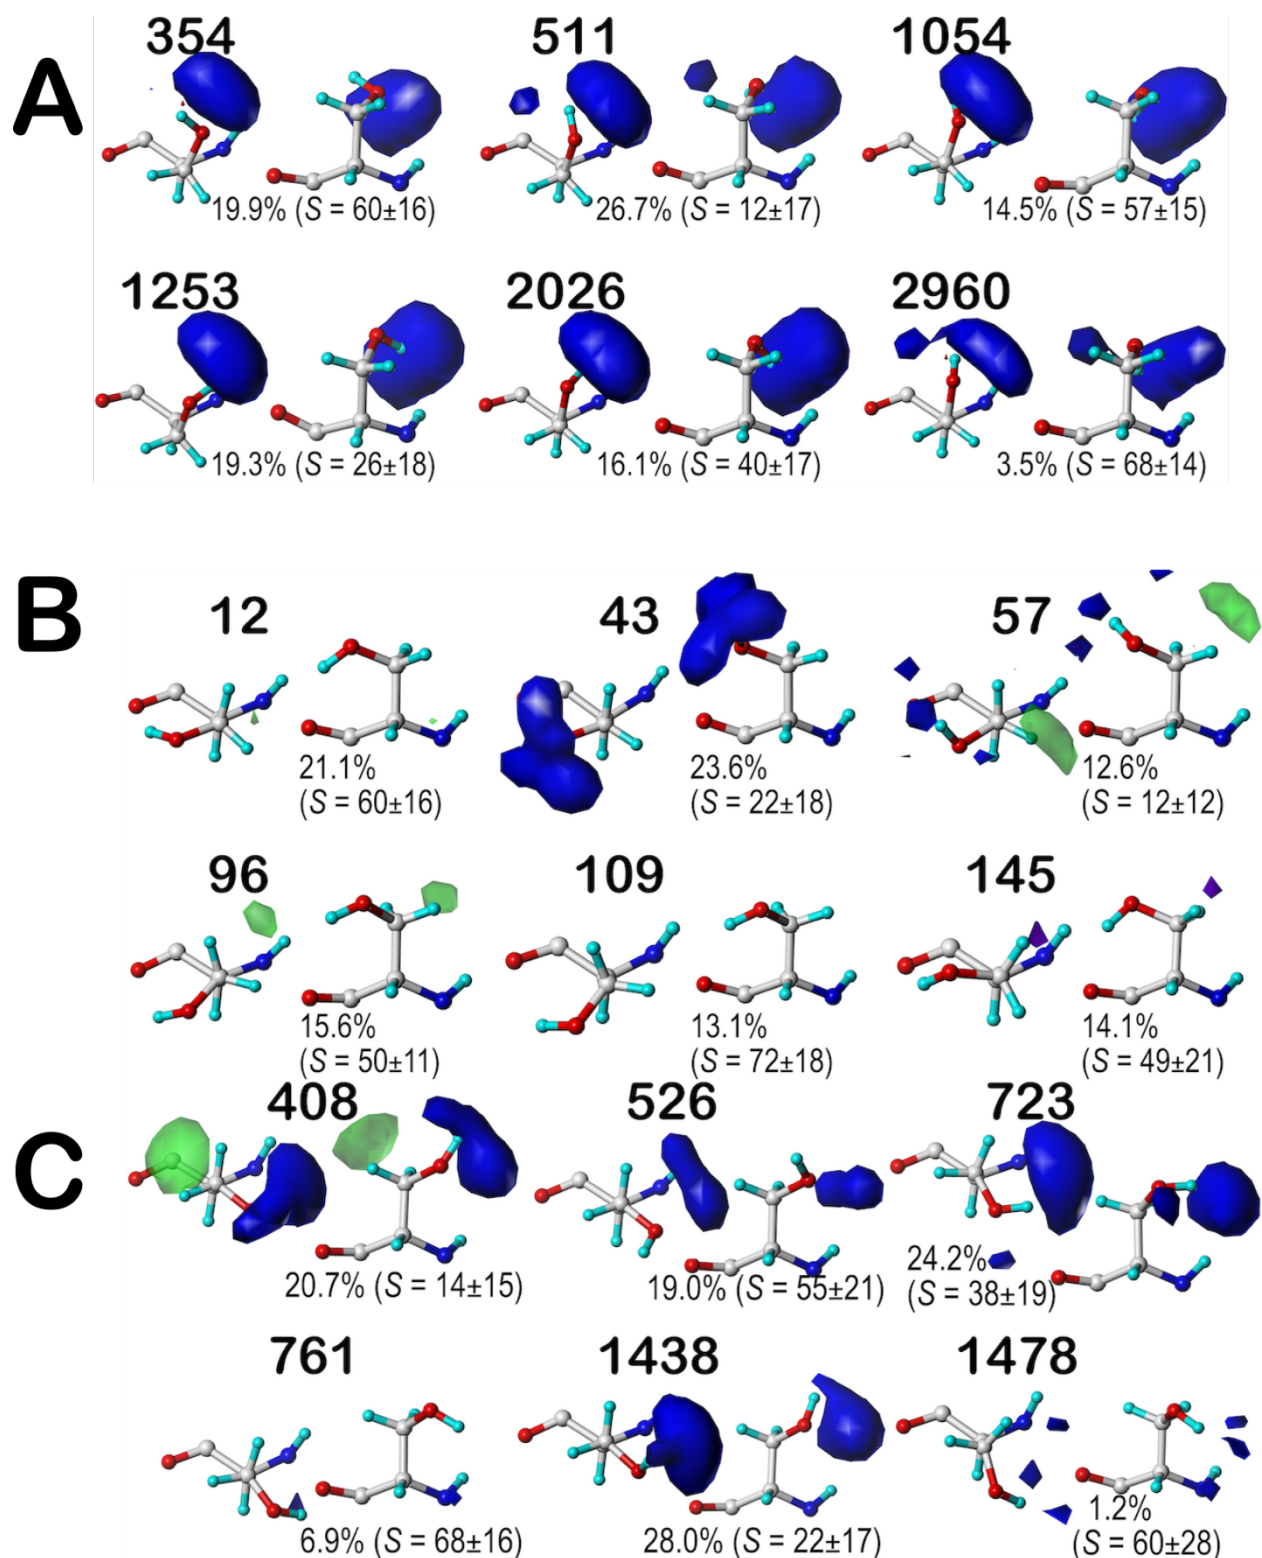 A
354 511 1054
19.9% (S = 60±16) 26.7% (S = 12±17) 14.5% (S = 57±15)
1253 2026 2960
19.3% (S = 26±18) 16.1% (S = 40±17) 3.5% (S = 68±14)
B
12 43 57
21.1% 23.6% 12.6%
(S = 60±16) (S = 22±18) (S = 12±12)
96 109 145
15.6% 13.1% 14.1%
(S = 50±11) (S = 72±18) (S = 49±21)
C
408 526 723
20.7% (S = 14±15) 19.0% (S = 55±21) 24.2%
(S = 38±19)
761 1438 1478
6.9% (S = 68±16) 28.0% (S = 22±17) 1.2%
(S = 60±28)